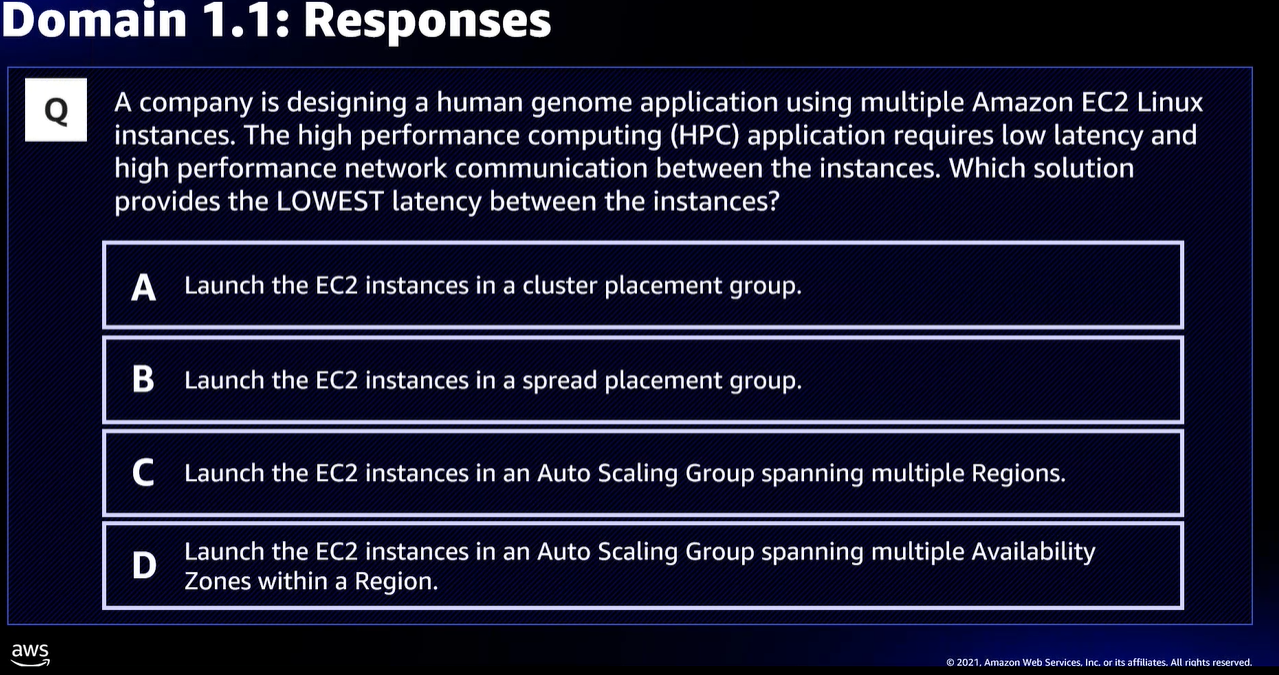 Domain 1.1: Responses
Q
A company is designing a human genome application using multiple Amazon EC2 Linux
instances. The high performance computing (HPC) application requires low latency and
high performance network communication between the instances. Which solution
provides the LOWEST latency between the instances?
A Launch the EC2 instances in a cluster placement group.
B Launch the EC2 instances in a spread placement group.
C Launch the EC2 instances in an Auto Scaling Group spanning multiple Regions.
D Launch the EC2 instances in an Auto Scaling Group spanning multiple Availability
Zones within a Region.
aws
© 2021, Amazon Web Services, Inc. or its affiliates. All rights reserved.